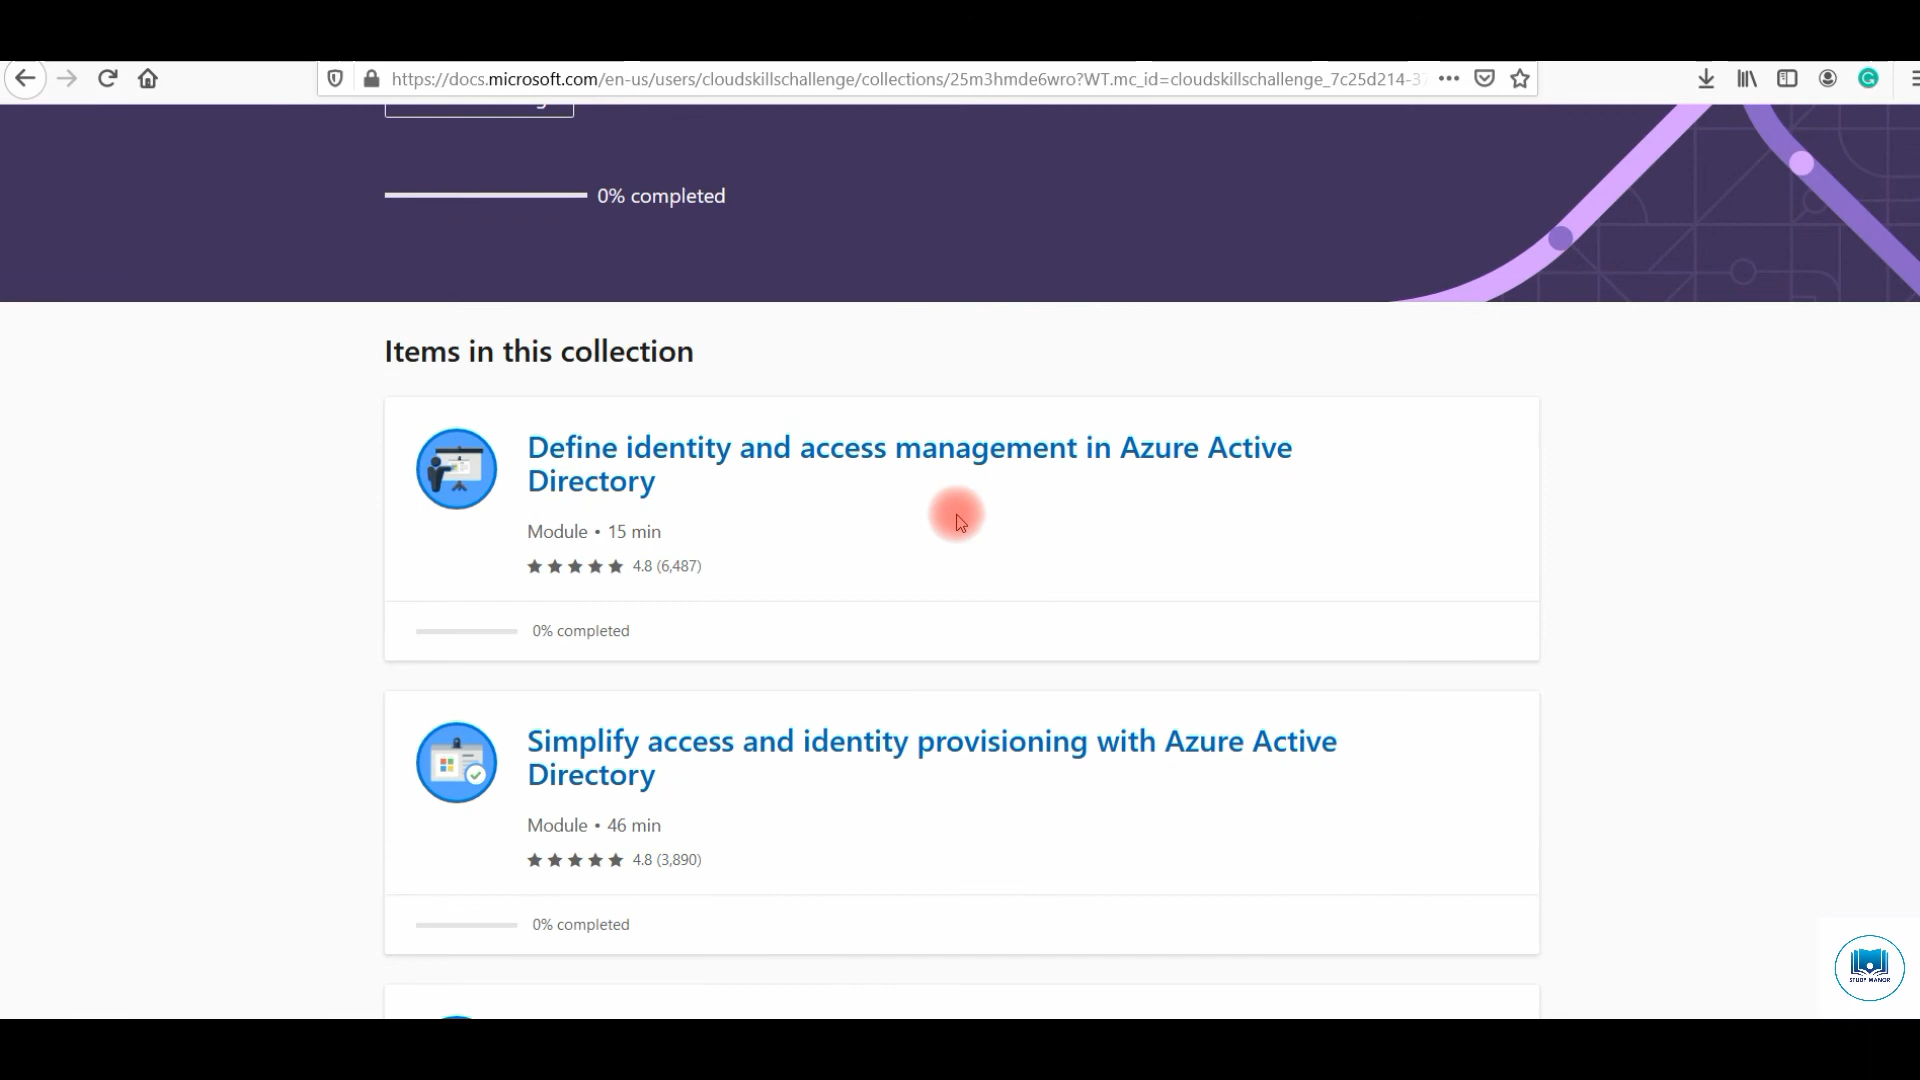 https://docs.microsoft.com/en-us/users/cloudskillschallenge/collections/25m3hmde6wro?WT.mc_id=cloudskillschallenge_7c25d214-3
0% completed
Items in this collection
Define identity and access management in Azure Active
Directory
Module • 15 min
4.8 (6,487)
0% completed
Simplify access and identity provisioning with Azure Active
Directory
Module • 46 min
4.8 (3,890)
0% completed
STUDY MANOR